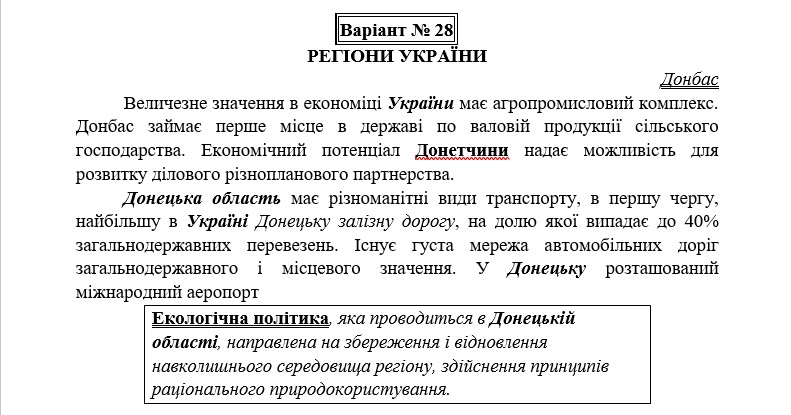 Варіант № 28
РЕГІОНИ УКРАЇНИ
Донбас
Величезне значення в економіці України має агропромисловий комплекс.
Донбас займає перше місце в державі по валовій продукції сільського
господарства. Економічний потенціал Донетчини надає можливість для
розвитку ділового різнопланового партнерства.
Донецька область має різноманітні види транспорту, в першу чергу,
найбільшу в Україні Донецьку залізну дорогу, на долю якої випадає до 40%
загальнодержавних перевезень. Існує густа мережа автомобільних доріг
загальнодержавного і місцевого значення. У Донецьку розташований
міжнародний аеропорт
Екологічна політика, яка проводиться в Донецькій
області, направлена на збереження і відновлення
навколишнього середовища регіону, здійснення принципів
раціонального природокористування.